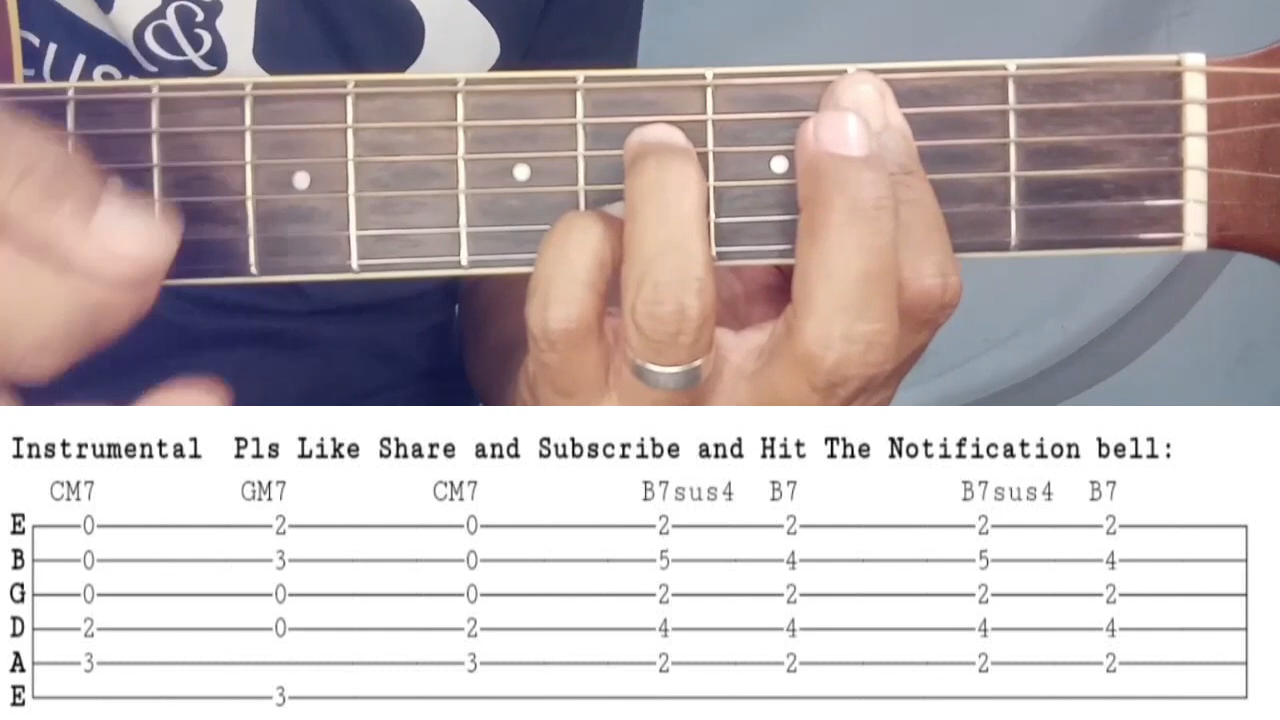 &
Instrumental Pls Like Share and Subscribe and Hit The Notification bell:
CM7 GM7 CM7 B7sus4 B7 B7sus4 B7
E 0 2 0 2 2 2 2
B 0 3 0 5 4 5 4
G 0 0 0 2 2 2 2
D 2 0 2 4 4 4 4
A 3 3 2 2 2 2
E 3